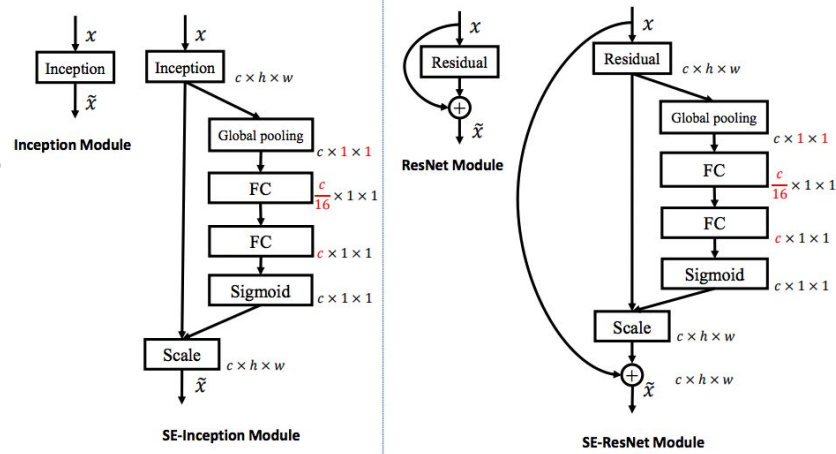 x
Inception
x̃
Inception Module
x
Inception
c × h × w
Global pooling
c × 1 × 1
FC
c/16 × 1 × 1
FC
c × 1 × 1
Sigmoid
c × 1 × 1
Scale
c × h × w
x̃
SE-Inception Module
x
Residual
+
x̃
ResNet Module
x
Residual
c × h × w
Global pooling
c × 1 × 1
FC
c/16 × 1 × 1
FC
c × 1 × 1
Sigmoid
c × 1 × 1
Scale
c × h × w
+
x̃
c × h × w
SE-ResNet Module